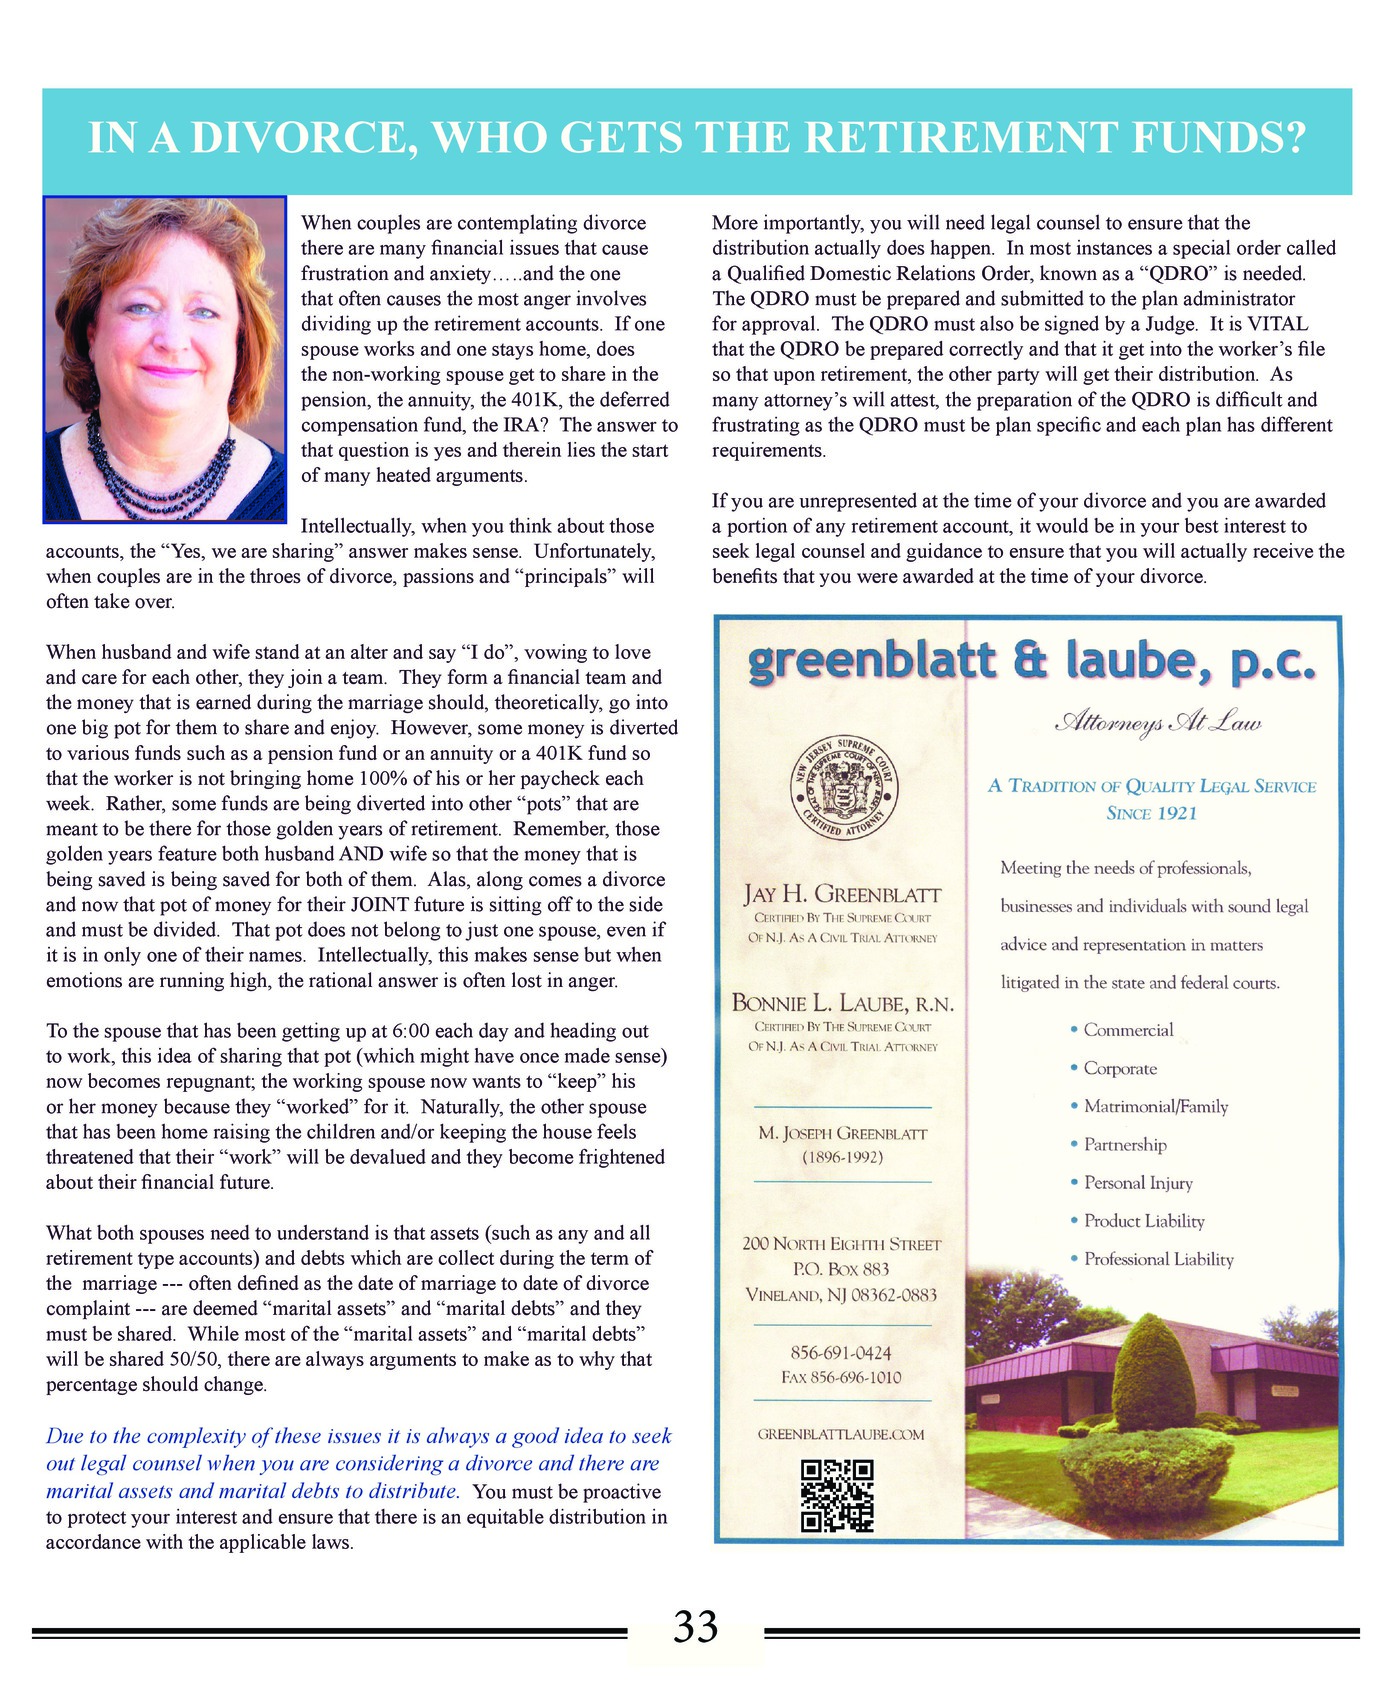 IN A DIVORCE, WHO GETS THE RETIREMENT FUNDS?
When couples are contemplating divorce
there are many financial issues that cause
frustration and anxiety…..and the one
that often causes the most anger involves
dividing up the retirement accounts.  If one
spouse works and one stays home, does
the non-working spouse get to share in the
pension, the annuity, the 401K, the deferred
compensation fund, the IRA?  The answer to
that question is yes and therein lies the start
of many heated arguments.
Intellectually, when you think about those
accounts, the “Yes, we are sharing” answer makes sense.  Unfortunately,
when couples are in the throes of divorce, passions and “principals” will
often take over.
When husband and wife stand at an alter and say “I do”, vowing to love
and care for each other, they join a team.  They form a financial team and
the money that is earned during the marriage should, theoretically, go into
one big pot for them to share and enjoy.  However, some money is diverted
to various funds such as a pension fund or an annuity or a 401K fund so
that the worker is not bringing home 100% of his or her paycheck each
week.  Rather, some funds are being diverted into other “pots” that are
meant to be there for those golden years of retirement.  Remember, those
golden years feature both husband AND wife so that the money that is
being saved is being saved for both of them.  Alas, along comes a divorce
and now that pot of money for their JOINT future is sitting off to the side
and must be divided.  That pot does not belong to just one spouse, even if
it is in only one of their names.  Intellectually, this makes sense but when
emotions are running high, the rational answer is often lost in anger.
To the spouse that has been getting up at 6:00 each day and heading out
to work, this idea of sharing that pot (which might have once made sense)
now becomes repugnant; the working spouse now wants to “keep” his
or her money because they “worked” for it.  Naturally, the other spouse
that has been home raising the children and/or keeping the house feels
threatened that their “work” will be devalued and they become frightened
about their financial future.
What both spouses need to understand is that assets (such as any and all
retirement type accounts) and debts which are collect during the term of
the  marriage --- often defined as the date of marriage to date of divorce
complaint --- are deemed “marital assets” and “marital debts” and they
must be shared.  While most of the “marital assets” and “marital debts”
will be shared 50/50, there are always arguments to make as to why that
percentage should change.
Due to the complexity of these issues it is always a good idea to seek
out legal counsel when you are considering a divorce and there are
marital assets and marital debts to distribute.  You must be proactive
to protect your interest and ensure that there is an equitable distribution in
accordance with the applicable laws.
More importantly, you will need legal counsel to ensure that the
distribution actually does happen.  In most instances a special order called
a Qualified Domestic Relations Order, known as a “QDRO” is needed.
The QDRO must be prepared and submitted to the plan administrator
for approval.  The QDRO must also be signed by a Judge.  It is VITAL
that the QDRO be prepared correctly and that it get into the worker’s file
so that upon retirement, the other party will get their distribution.  As
many attorney’s will attest, the preparation of the QDRO is difficult and
frustrating as the QDRO must be plan specific and each plan has different
requirements.
If you are unrepresented at the time of your divorce and you are awarded
a portion of any retirement account, it would be in your best interest to
seek legal counsel and guidance to ensure that you will actually receive the
benefits that you were awarded at the time of your divorce.
greenblatt & laube, p.c.
Attorneys At Law
NEW JERSEY SUPREME COURT
SEAL OF THE SUPREME COURT OF NEW JERSEY
CERTIFIED ATTORNEY
JAY H. GREENBLATT
CERTIFIED BY THE SUPREME COURT
OF N.J. AS A CIVIL TRIAL ATTORNEY
BONNIE L. LAUBE, R.N.
CERTIFIED BY THE SUPREME COURT
OF N.J. AS A CIVIL TRIAL ATTORNEY
M. JOSEPH GREENBLATT
(1896-1992)
200 NORTH EIGHTH STREET
P.O. BOX 883
VINELAND, NJ 08362-0883
856-691-0424
FAX 856-696-1010
GREENBLATTLAUBE.COM
A TRADITION OF QUALITY LEGAL SERVICE
SINCE 1921
Meeting the needs of professionals,
businesses and individuals with sound legal
advice and representation in matters
litigated in the state and federal courts.
• Commercial
• Corporate
• Matrimonial/Family
• Partnership
• Personal Injury
• Product Liability
• Professional Liability
33